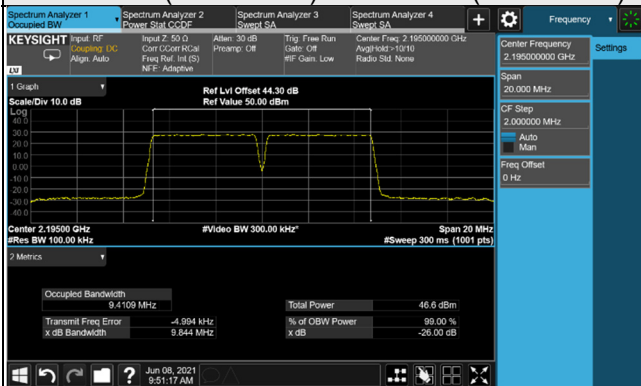 Spectrum Analyzer 1
Occupied BW
Spectrum Analyzer 2
Power Stat CCDF
Spectrum Analyzer 3
Swept SA
Spectrum Analyzer 4
Swept SA
+
Frequency
KEYSIGHT
Input: RF
Coupling: DC
Align: Auto
Input Z: 50 Ω
Corr CCorr RCal
Freq Ref: Int (S)
NFE: Adaptive
Atten: 30 dB
Preamp: Off
Trig: Free Run
Gate: Off
#IF Gain: Low
Center Freq: 2.195000000 GHz
Avg|Hold:>10/10
Radio Std: None
LXI
Center Frequency
2.195000000 GHz
Settings
Span
20.000 MHz
CF Step
2.000000 MHz
Auto
Man
Freq Offset
0 Hz
1 Graph
Scale/Div 10.0 dB
Ref Lvl Offset 44.30 dB
Ref Value 50.00 dBm
Log
40.0
30.0
20.0
10.0
0.00
-10.0
-20.0
-30.0
-40.0
Center 2.19500 GHz
#Res BW 100.00 kHz
#Video BW 300.00 kHz*
Span 20 MHz
#Sweep 300 ms (1001 pts)
2 Metrics
Occupied Bandwidth
9.4109 MHz
Total Power 46.6 dBm
Transmit Freq Error -4.994 kHz
% of OBW Power 99.00 %
x dB Bandwidth 9.844 MHz
x dB -26.00 dB
?
Jun 08, 2021
9:51:17 AM